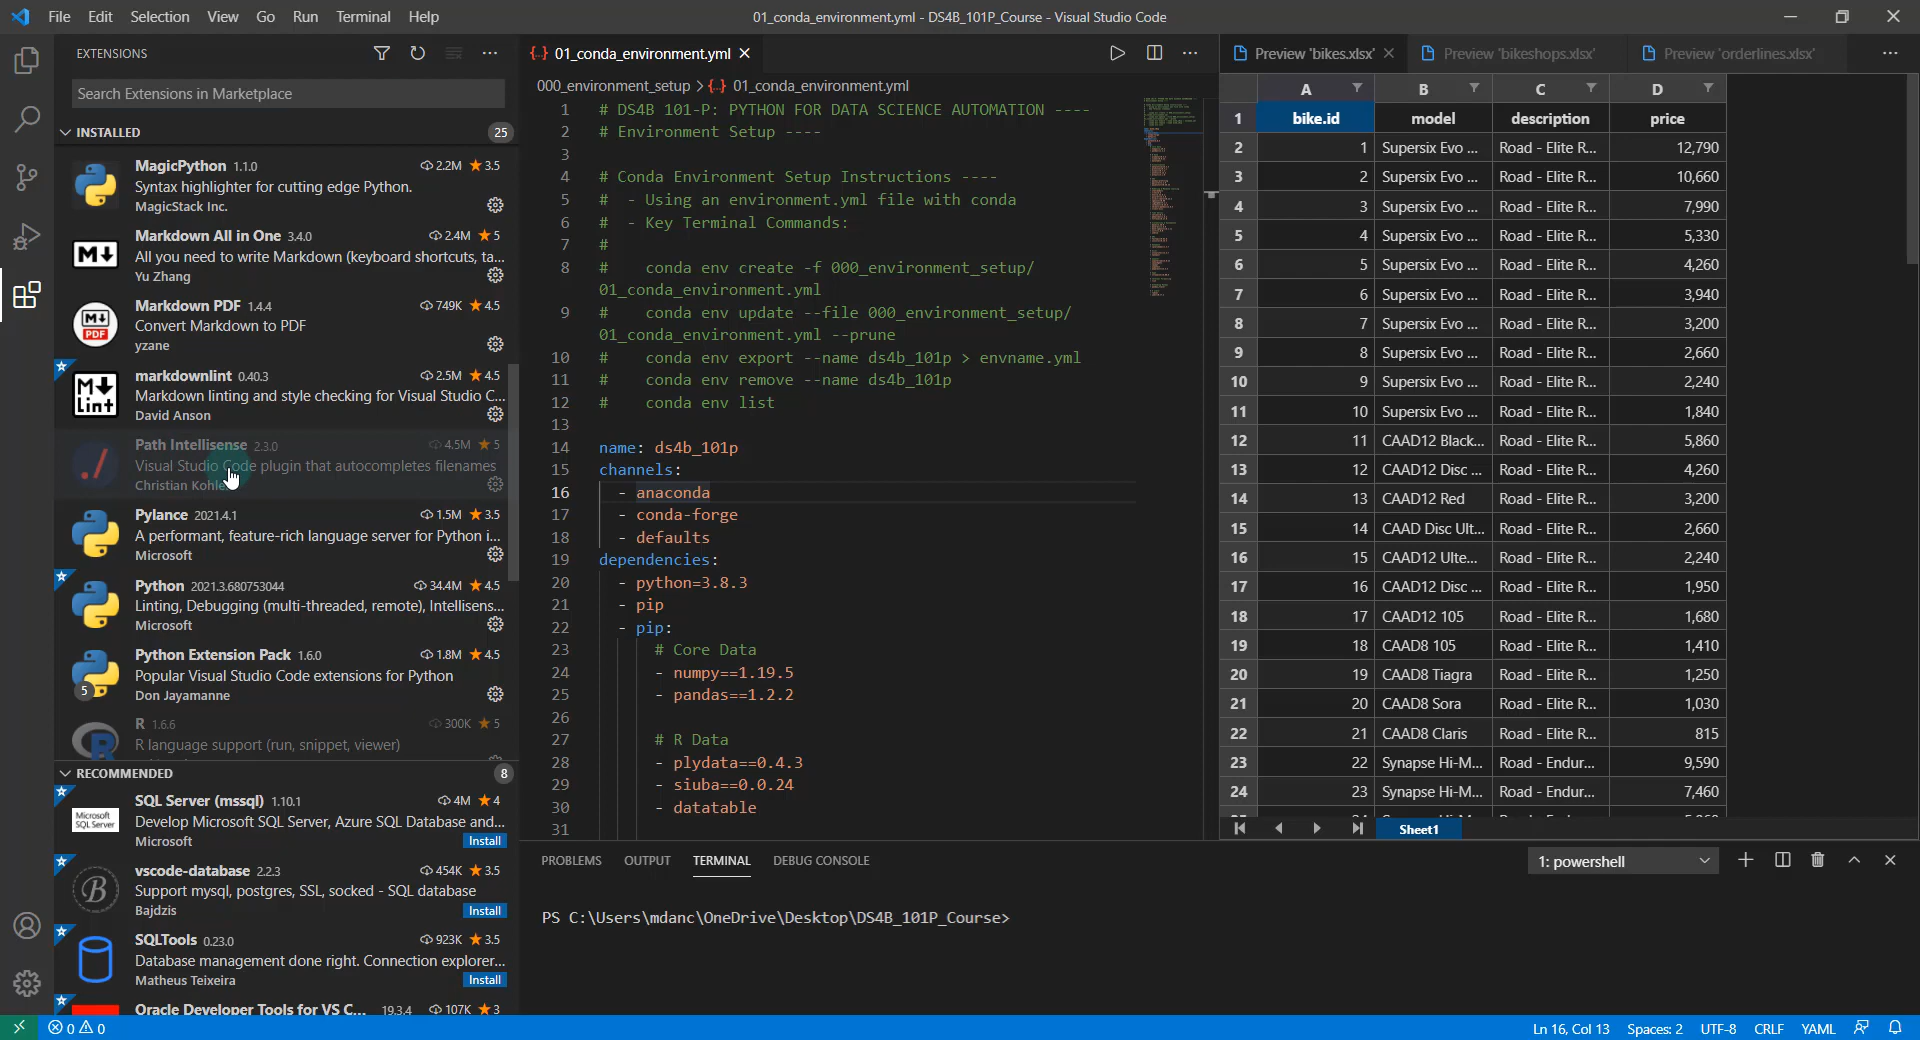 File Edit Selection View Go Run Terminal Help
01_conda_environment.yml - DS4B_101P_Course - Visual Studio Code
EXTENSIONS
Search Extensions in Marketplace
INSTALLED 25
MagicPython 1.1.0 2.2M 3.5
Syntax highlighter for cutting edge Python.
MagicStack Inc.
Markdown All in One 3.4.0 2.4M 5
All you need to write Markdown (keyboard shortcuts, ta...
Yu Zhang
Markdown PDF 1.4.4 749K 4.5
Convert Markdown to PDF
yzane
markdownlint 0.40.3 2.5M 4.5
Markdown linting and style checking for Visual Studio C...
David Anson
Path Intellisense 2.3.0 4.5M 5
Visual Studio Code plugin that autocompletes filenames
Christian Kohle
Pylance 2021.4.1 1.5M 3.5
A performant, feature-rich language server for Python i...
Microsoft
Python 2021.3.680753044 34.4M 4.5
Linting, Debugging (multi-threaded, remote), Intellisens...
Microsoft
Python Extension Pack 1.6.0 1.8M 4.5
Popular Visual Studio Code extensions for Python
5 Don Jayamanne
R 1.6.6 300K 5
R language support (run, snippet, viewer)
RECOMMENDED 8
SQL Server (mssql) 1.10.1 4M 4
Develop Microsoft SQL Server, Azure SQL Database and...
Microsoft Install
vscode-database 2.2.3 454K 3.5
Support mysql, postgres, SSL, socked - SQL database
Bajdzis Install
SQLTools 0.23.0 923K 3.5
Database management done right. Connection explorer...
Matheus Teixeira Install
Oracle Developer Tools for VS C... 19.3.4 107K 3
01_conda_environment.yml
000_environment_setup > 01_conda_environment.yml
1 # DS4B 101-P: PYTHON FOR DATA SCIENCE AUTOMATION ----
2 # Environment Setup ----
3
4 # Conda Environment Setup Instructions ----
5 # - Using an environment.yml file with conda
6 # - Key Terminal Commands:
7 #
8 # conda env create -f 000_environment_setup/
01_conda_environment.yml
9 # conda env update --file 000_environment_setup/
01_conda_environment.yml --prune
10 # conda env export --name ds4b_101p > envname.yml
11 # conda env remove --name ds4b_101p
12 # conda env list
13
14 name: ds4b_101p
15 channels:
16 - anaconda
17 - conda-forge
18 - defaults
19 dependencies:
20 - python=3.8.3
21 - pip
22 - pip:
23 # Core Data
24 - numpy==1.19.5
25 - pandas==1.2.2
26
27 # R Data
28 - plydata==0.4.3
29 - siuba==0.0.24
30 - datatable
31
Preview 'bikes.xlsx' Preview 'bikeshops.xlsx' Preview 'orderlines.xlsx'
A B C D
1 bike.id model description price
2 1 Supersix Evo ... Road - Elite R... 12,790
3 2 Supersix Evo ... Road - Elite R... 10,660
4 3 Supersix Evo ... Road - Elite R... 7,990
5 4 Supersix Evo ... Road - Elite R... 5,330
6 5 Supersix Evo ... Road - Elite R... 4,260
7 6 Supersix Evo ... Road - Elite R... 3,940
8 7 Supersix Evo ... Road - Elite R... 3,200
9 8 Supersix Evo ... Road - Elite R... 2,660
10 9 Supersix Evo ... Road - Elite R... 2,240
11 10 Supersix Evo ... Road - Elite R... 1,840
12 11 CAAD12 Black... Road - Elite R... 5,860
13 12 CAAD12 Disc ... Road - Elite R... 4,260
14 13 CAAD12 Red Road - Elite R... 3,200
15 14 CAAD Disc Ult... Road - Elite R... 2,660
16 15 CAAD12 Ulte... Road - Elite R... 2,240
17 16 CAAD12 Disc ... Road - Elite R... 1,950
18 17 CAAD12 105 Road - Elite R... 1,680
19 18 CAAD8 105 Road - Elite R... 1,410
20 19 CAAD8 Tiagra Road - Elite R... 1,250
21 20 CAAD8 Sora Road - Elite R... 1,030
22 21 CAAD8 Claris Road - Elite R... 815
23 22 Synapse Hi-M... Road - Endur... 9,590
24 23 Synapse Hi-M... Road - Endur... 7,460
Sheet1
PROBLEMS OUTPUT TERMINAL DEBUG CONSOLE
1: powershell
PS C:\Users\mdanc\OneDrive\Desktop\DS4B_101P_Course>
0 0
Ln 16, Col 13 Spaces: 2 UTF-8 CRLF YAML